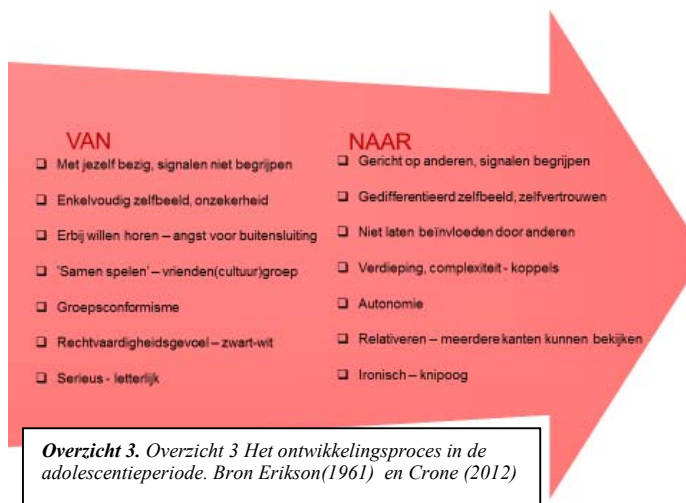 VAN
❑ Met jezelf bezig, signalen niet begrijpen
❑ Enkelvoudig zelfbeeld, onzekerheid
❑ Erbij willen horen – angst voor buitensluiting
❑ 'Samen spelen' – vrienden(cultuur)groep
❑ Groepsconformisme
❑ Rechtvaardigheidsgevoel – zwart-wit
❑ Serieus - letterlijk
NAAR
❑ Gericht op anderen, signalen begrijpen
❑ Gedifferentieerd zelfbeeld, zelfvertrouwen
❑ Niet laten beïnvloeden door anderen
❑ Verdieping, complexiteit - koppels
❑ Autonomie
❑ Relativeren – meerdere kanten kunnen bekijken
❑ Ironisch – knipoog
Overzicht 3. Overzicht 3 Het ontwikkelingsproces in de
adolescentieperiode. Bron Erikson(1961) en Crone (2012)